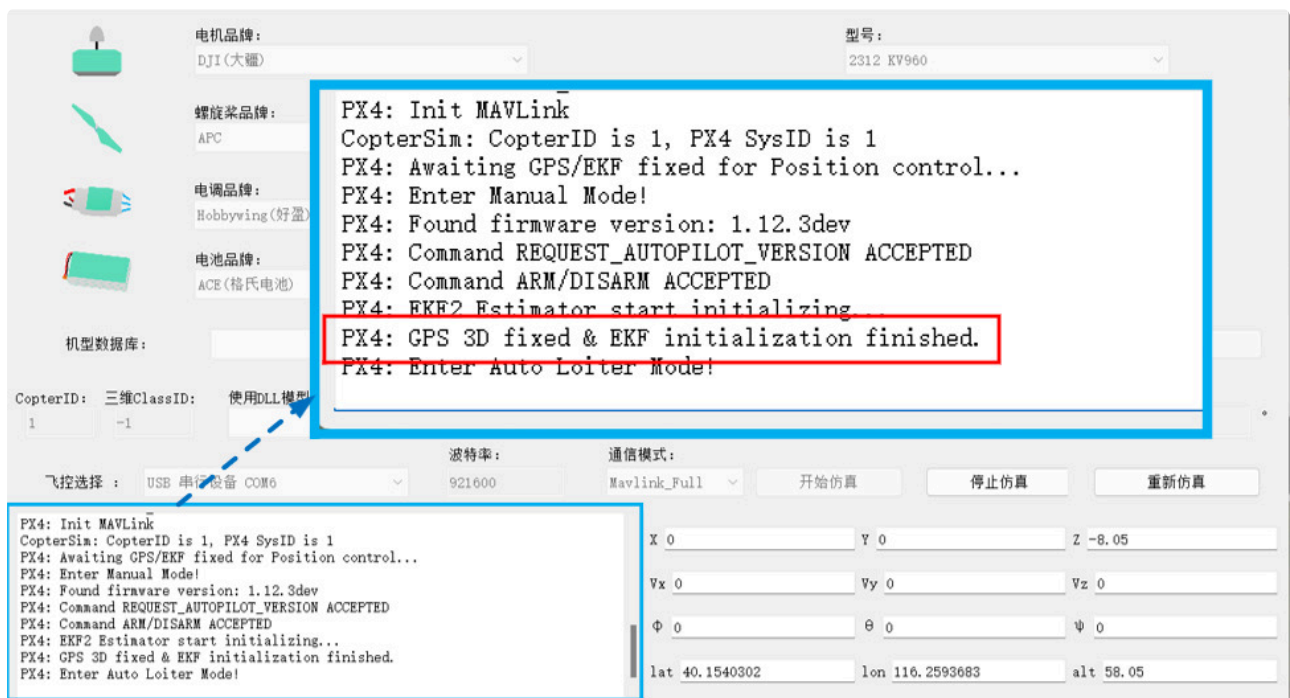 电机品牌：
型号：
DJI(大疆)
2312 KV960
螺旋桨品牌：
APC
电调品牌：
Hobbywing(好盈)
电池品牌：
ACE(格氏电池)
PX4: Init MAVLink
CopterSim: CopterID is 1, PX4 SysID is 1
PX4: Awaiting GPS/EKF fixed for Position control...
PX4: Enter Manual Mode!
PX4: Found firmware version: 1.12.3dev
PX4: Command REQUEST_AUTOPILOT_VERSION ACCEPTED
PX4: Command ARM/DISARM ACCEPTED
PX4: EKF2 Estimator start initializing...
PX4: GPS 3D fixed & EKF initialization finished.
PX4: Enter Auto Loiter Mode!
机型数据库：
CopterID： 三维ClassID： 使用DLL模型
1 -1 °
波特率： 通信模式：
飞控选择 ： USB 串行设备 COM6 921600 Mavlink_Full 开始仿真 停止仿真 重新仿真
PX4: Init MAVLink
CopterSim: CopterID is 1, PX4 SysID is 1
PX4: Awaiting GPS/EKF fixed for Position control...
PX4: Enter Manual Mode!
PX4: Found firmware version: 1.12.3dev
PX4: Command REQUEST_AUTOPILOT_VERSION ACCEPTED
PX4: Command ARM/DISARM ACCEPTED
PX4: EKF2 Estimator start initializing...
PX4: GPS 3D fixed & EKF initialization finished.
PX4: Enter Auto Loiter Mode!
X 0 Y 0 Z -8.05
Vx 0 Vy 0 Vz 0
Φ 0 θ 0 ψ 0
lat 40.1540302 lon 116.2593683 alt 58.05